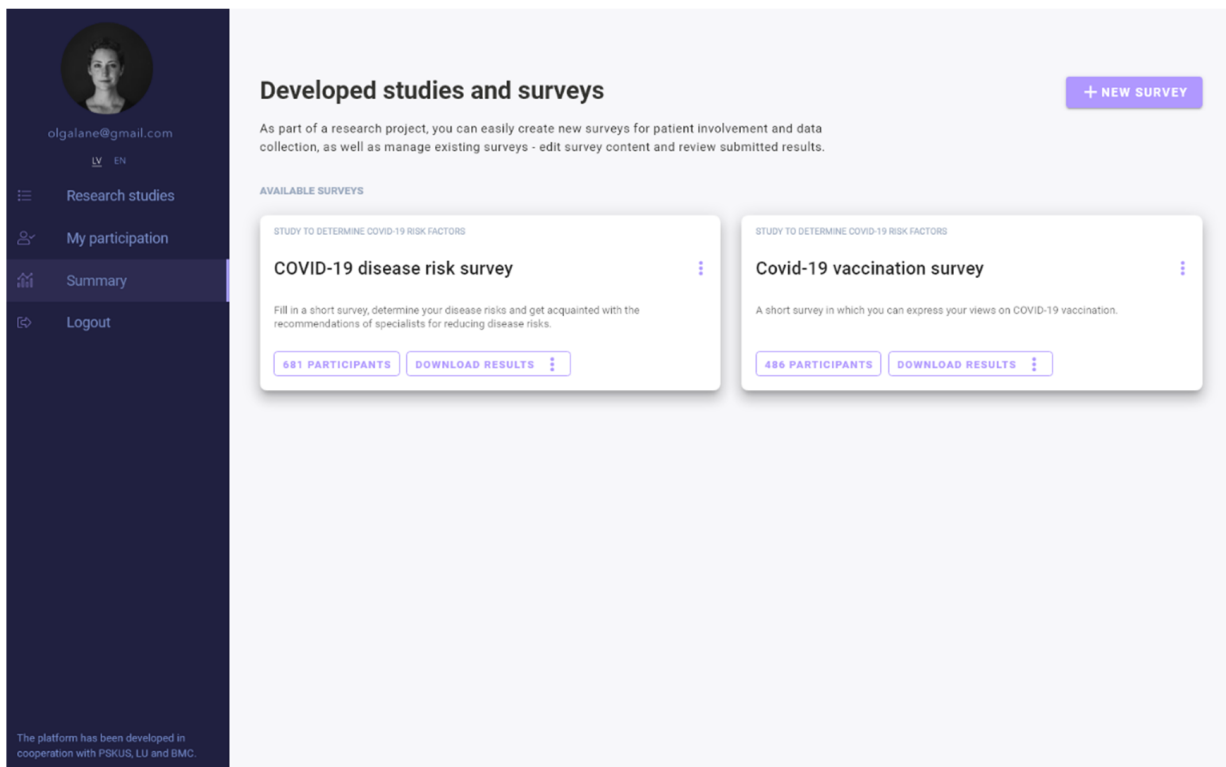 olgalane@gmail.com
LV EN
Research studies
My participation
Summary
Logout
The platform has been developed in
cooperation with PSKUS, LU and BMC.
Developed studies and surveys
+ NEW SURVEY
As part of a research project, you can easily create new surveys for patient involvement and data
collection, as well as manage existing surveys - edit survey content and review submitted results.
AVAILABLE SURVEYS
STUDY TO DETERMINE COVID-19 RISK FACTORS
COVID-19 disease risk survey
Fill in a short survey, determine your disease risks and get acquainted with the
recommendations of specialists for reducing disease risks.
681 PARTICIPANTS
DOWNLOAD RESULTS
STUDY TO DETERMINE COVID-19 RISK FACTORS
Covid-19 vaccination survey
A short survey in which you can express your views on COVID-19 vaccination.
486 PARTICIPANTS
DOWNLOAD RESULTS